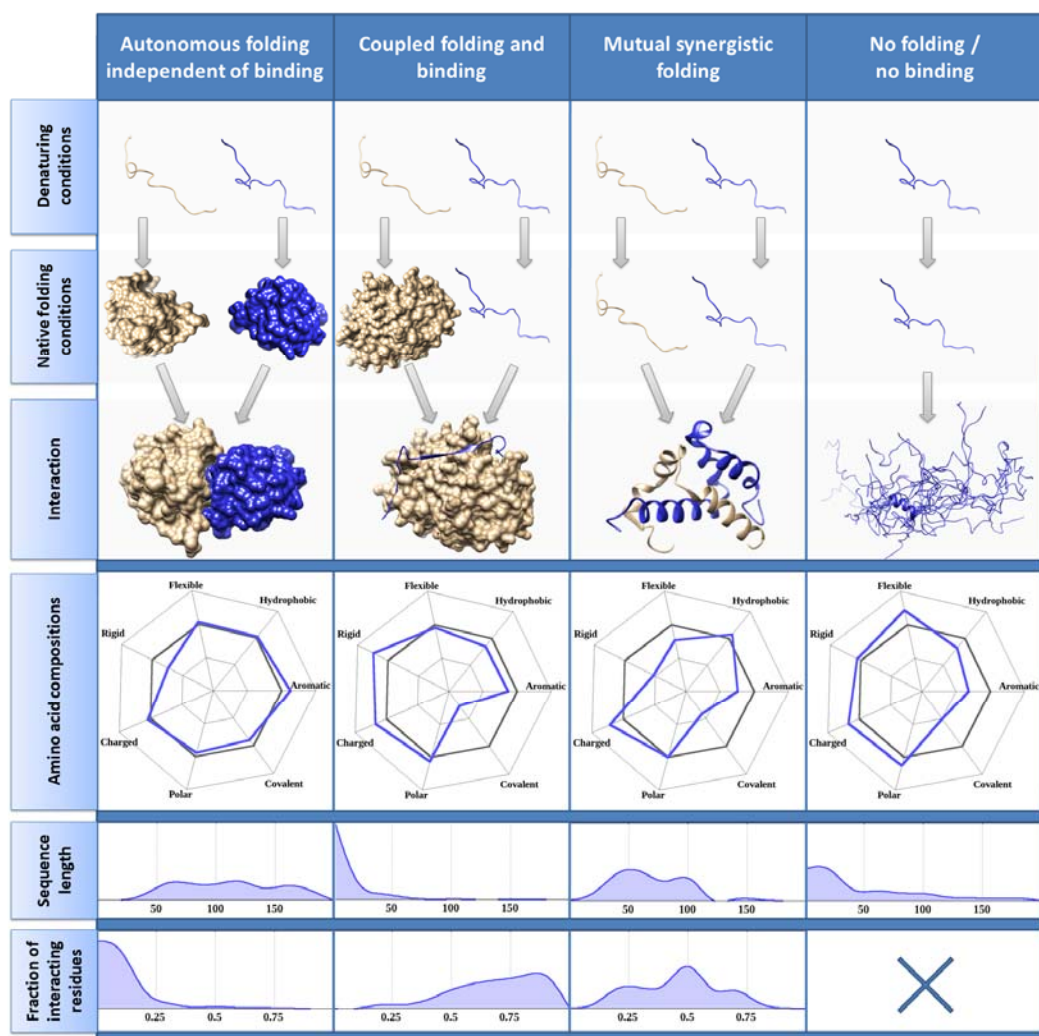 Autonomous folding
independent of binding
Coupled folding and
binding
Mutual synergistic
folding
No folding /
no binding
Denaturing
conditions
Native folding
conditions
Interaction
Amino acid compositions
Flexible
Hydrophobic
Rigid
Aromatic
Charged
Covalent
Polar
Flexible
Hydrophobic
Rigid
Aromatic
Charged
Covalent
Polar
Flexible
Hydrophobic
Rigid
Aromatic
Charged
Covalent
Polar
Flexible
Hydrophobic
Rigid
Aromatic
Charged
Covalent
Polar
Sequence
length
50 100 150
50 100 150
50 100 150
50 100 150
Fraction of
interacting
residues
0.25 0.5 0.75
0.25 0.5 0.75
0.25 0.5 0.75